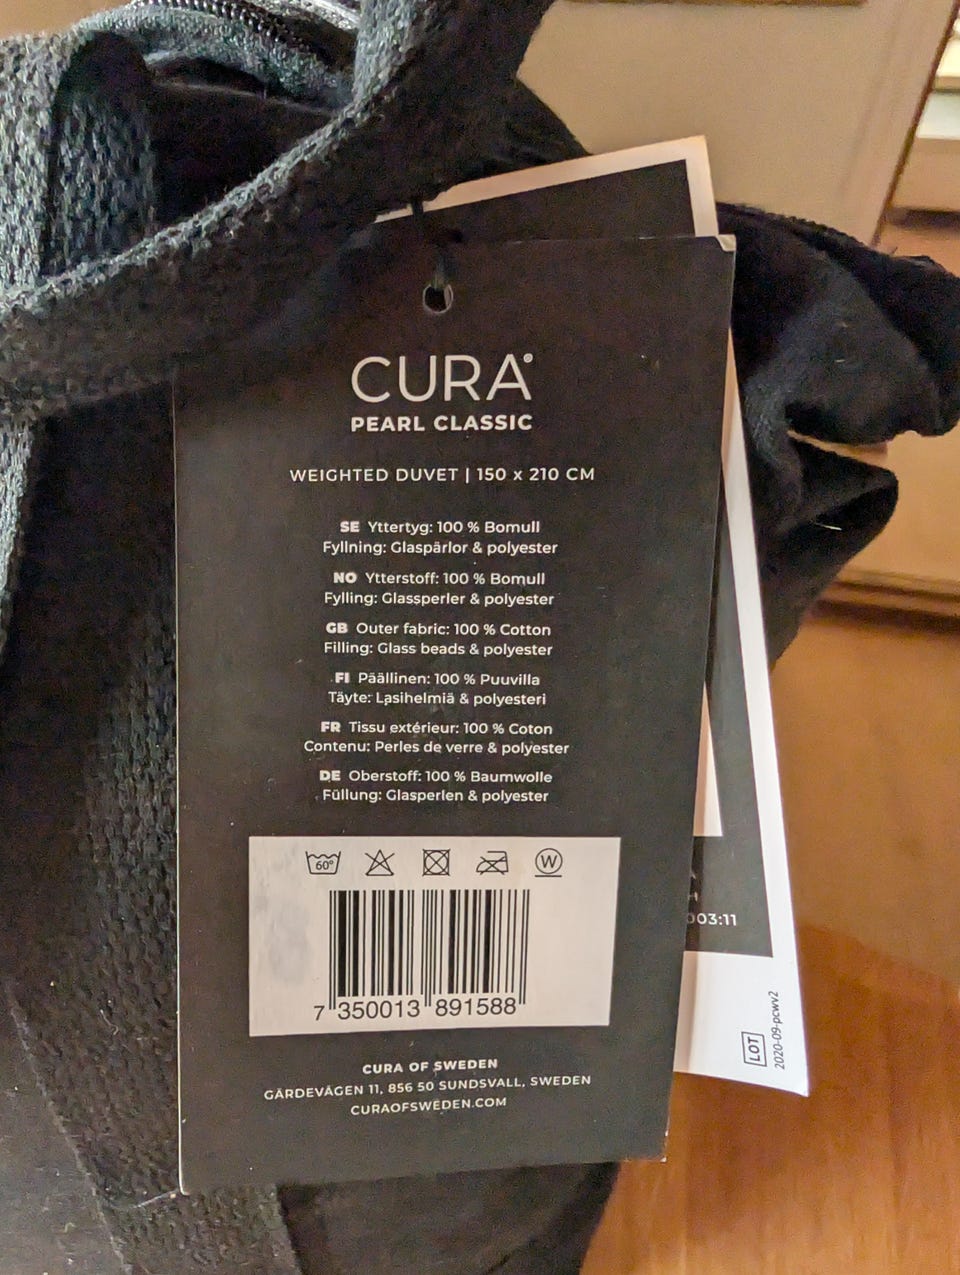 CURA
PEARL CLASSIC
WEIGHTED DUVET | 150 x 210 CM
SE Yttertyg: 100 % Bomull
Fyllning: Glaspärlor & polyester
NO Ytterstoff: 100 % Bomull
Fylling: Glassperler & polyester
GB Outer fabric: 100 % Cotton
Filling: Glass beads & polyester
FI Päällinen: 100 % Puuvilla
Täyte: Lasihelmiä & polyesteri
FR Tissu extérieur: 100 % Coton
Contenu: Perles de verre & polyester
DE Oberstoff: 100 % Baumwolle
Füllung: Glasperlen & polyester
60° W
7 350013 891588
CURA OF SWEDEN
GÄRDEVÄGEN 11, 856 50 SUNDSVALL, SWEDEN
CURAOFSWEDEN.COM
003:11
LOT
2020-09-pcwv2